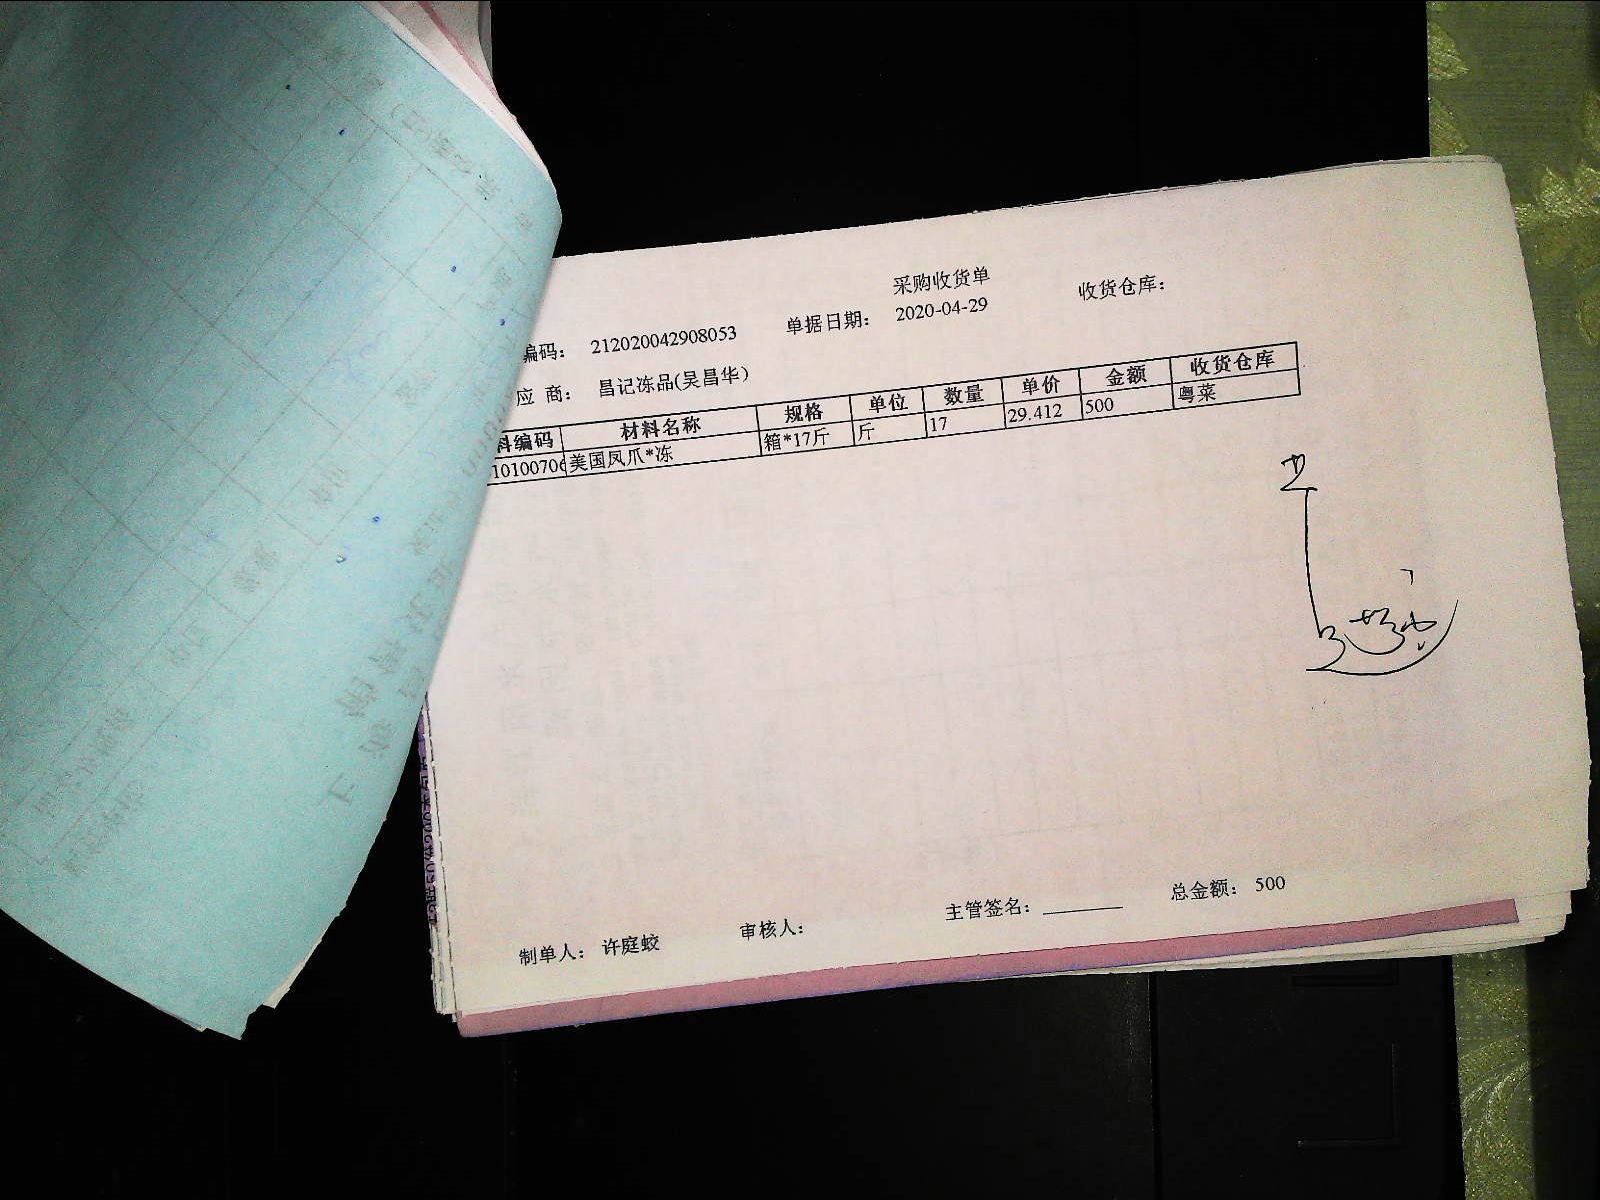 采购收货单
编码： 212020042908053 单据日期： 2020-04-29 收货仓库：
应 商： 昌记冻品(吴昌华)
料编码 材料名称 规格 单位 数量 单价 金额 收货仓库
10100706 美国凤爪*冻 箱*17斤 斤 17 29.412 500 粤菜
制单人： 许庭蛟 审核人： 主管签名： 总金额： 500